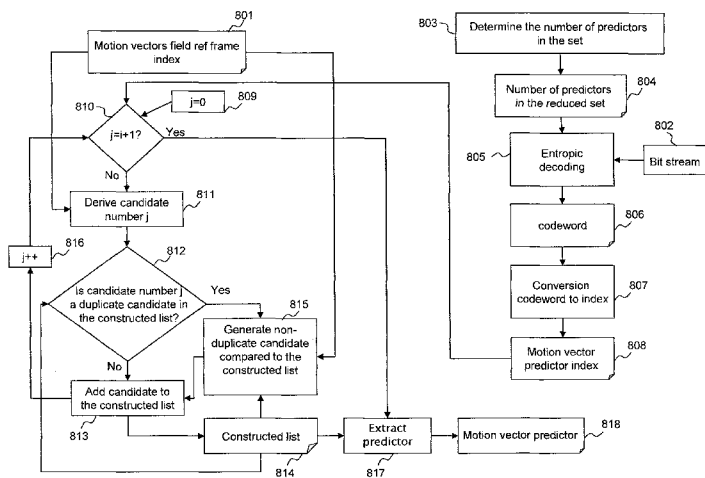 801
Motion vectors field ref frame
index
803
Determine the number of predictors
in the set
810
j=0
809
Number of predictors
in the reduced set
804
j=i+1?
Yes
No
805
Entropic
decoding
802
Bit stream
Derive candidate
number j
811
codeword
806
j++
816
812
Is candidate number j
a duplicate candidate in
the constructed list?
Yes
815
Generate non-
duplicate candidate
compared to the
constructed list
Conversion
codeword to index
807
No
Motion vector
predictor index
808
Add candidate to
the constructed list
813
Constructed list
814
Extract
predictor
817
Motion vector predictor
818